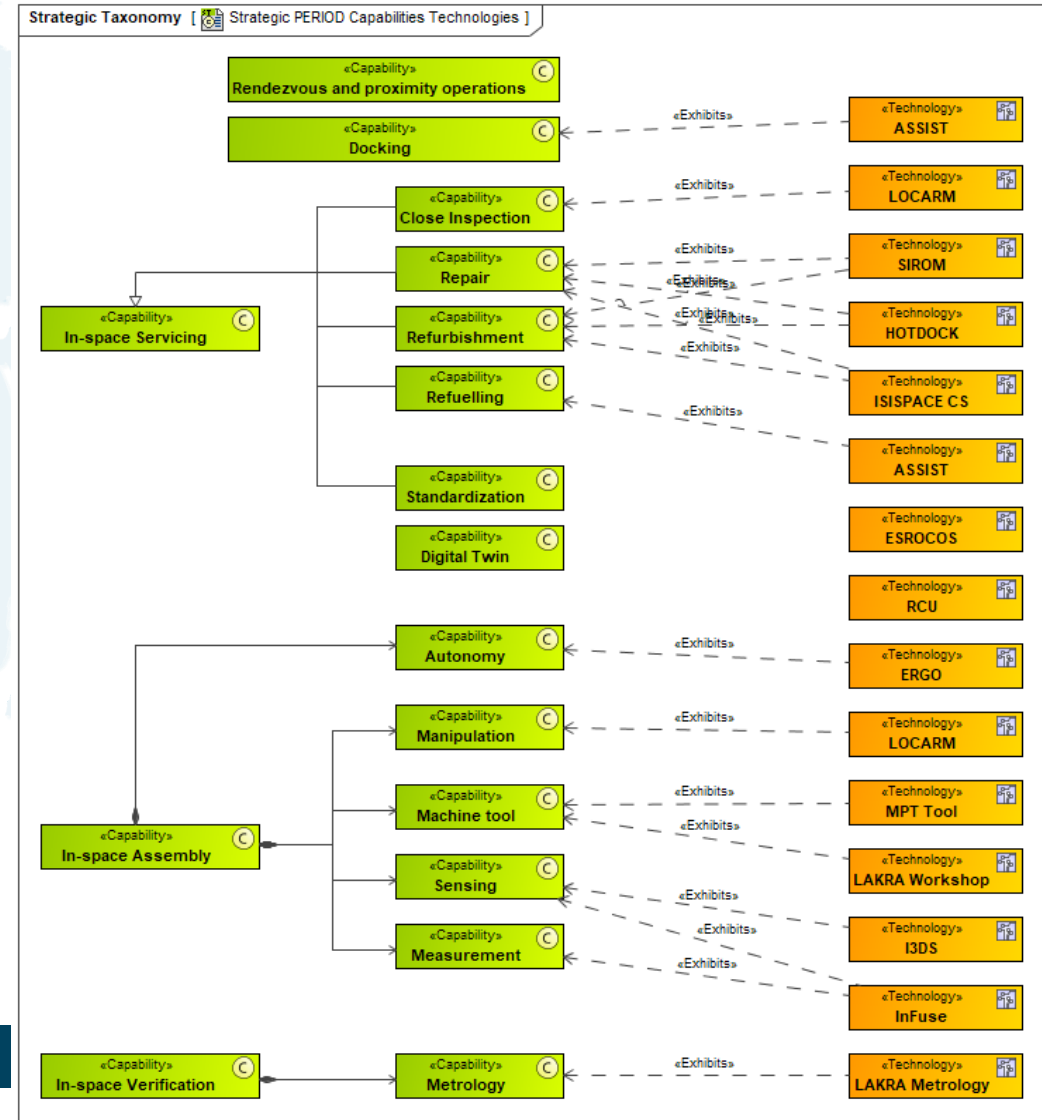 Strategic Taxonomy [ Strategic PERIOD Capabilities Technologies ]
«Capability»
Rendezvous and proximity operations
«Capability»
Docking
«Exhibits»
«Technology»
ASSIST
«Capability»
Close Inspection
«Exhibits»
«Technology»
LOCARM
«Capability»
Repair
«Exhibits»
«Technology»
SIROM
«Exhibits»
«Exhibits»
«Capability»
In-space Servicing
«Capability»
Refurbishment
«Exhibits»
«Exhibits»
«Technology»
HOTDOCK
«Exhibits»
«Capability»
Refuelling
«Technology»
ISISPACE CS
«Exhibits»
«Technology»
ASSIST
«Capability»
Standardization
«Capability»
Digital Twin
«Technology»
ESROCOS
«Technology»
RCU
«Capability»
Autonomy
«Exhibits»
«Technology»
ERGO
«Capability»
Manipulation
«Exhibits»
«Technology»
LOCARM
«Capability»
Machine tool
«Exhibits»
«Technology»
MPT Tool
«Exhibits»
«Capability»
In-space Assembly
«Capability»
Sensing
«Technology»
LAKRA Workshop
«Exhibits»
«Capability»
Measurement
«Exhibits»
«Technology»
I3DS
«Exhibits»
«Technology»
InFuse
«Capability»
In-space Verification
«Capability»
Metrology
«Exhibits»
«Technology»
LAKRA Metrology